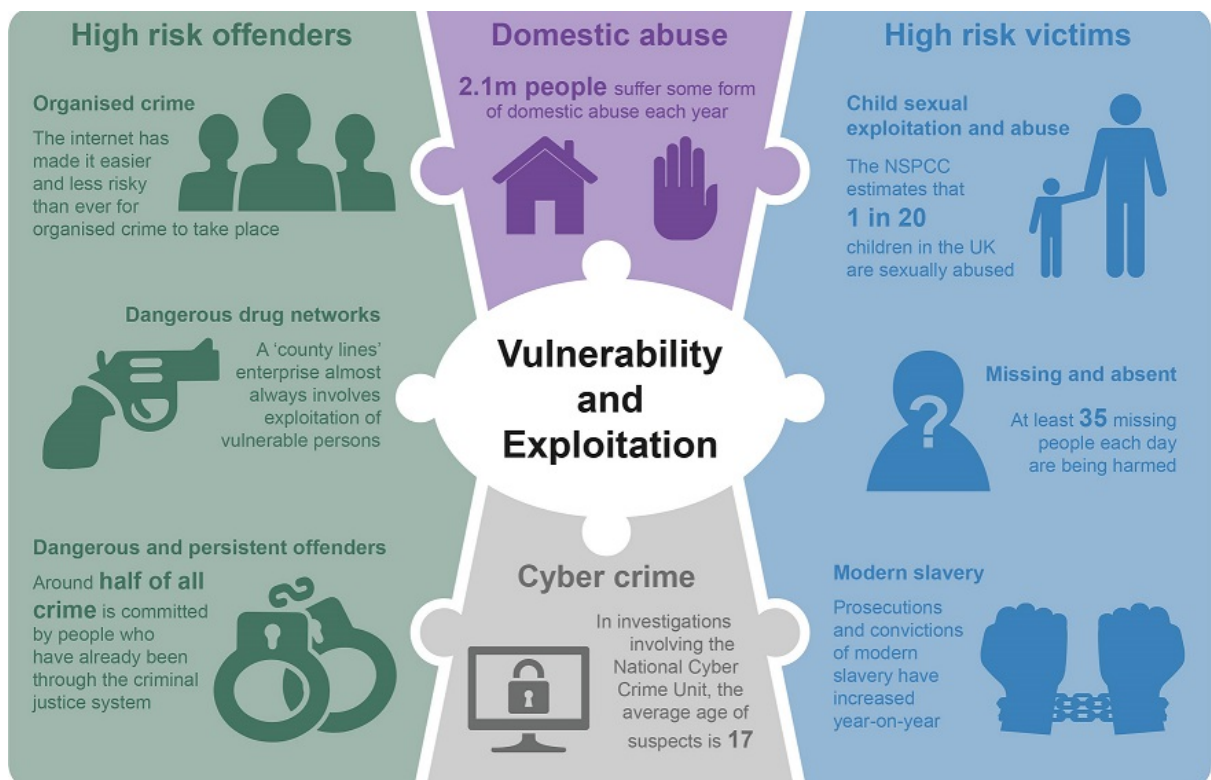 High risk offenders
Organised crime
The internet has
made it easier
and less risky
than ever for
organised crime to take place
Dangerous drug networks
A ‘county lines’
enterprise almost
always involves
exploitation of
vulnerable persons
Dangerous and persistent offenders
Around half of all
crime is committed
by people who
have already been
through the criminal
justice system
Domestic abuse
2.1m people suffer some form
of domestic abuse each year
Vulnerability
and
Exploitation
Cyber crime
In investigations
involving the
National Cyber
Crime Unit, the
average age of
suspects is 17
High risk victims
Child sexual
exploitation and abuse
The NSPCC
estimates that
1 in 20
children in the UK
are sexually abused
?
Missing and absent
At least 35 missing
people each day
are being harmed
Modern slavery
Prosecutions
and convictions
of modern
slavery have
increased
year-on-year